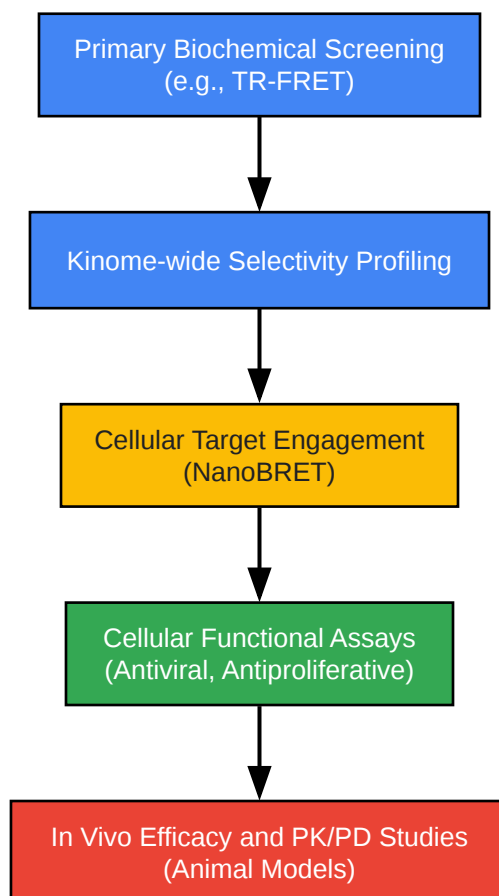 Primary Biochemical Screening
(e.g., TR-FRET)
Kinome-wide Selectivity Profiling
Cellular Target Engagement
(NanoBRET)
Cellular Functional Assays
(Antiviral, Antiproliferative)
In Vivo Efficacy and PK/PD Studies
(Animal Models)